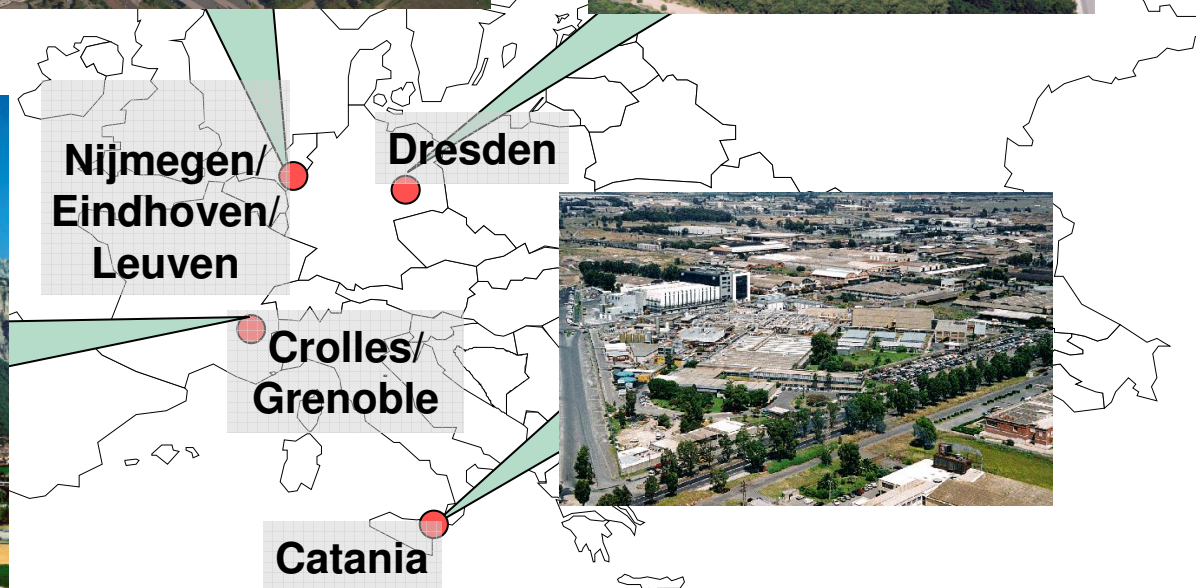 Nijmegen/
Eindhoven/
Leuven
Dresden
Crolles/
Grenoble
Catania